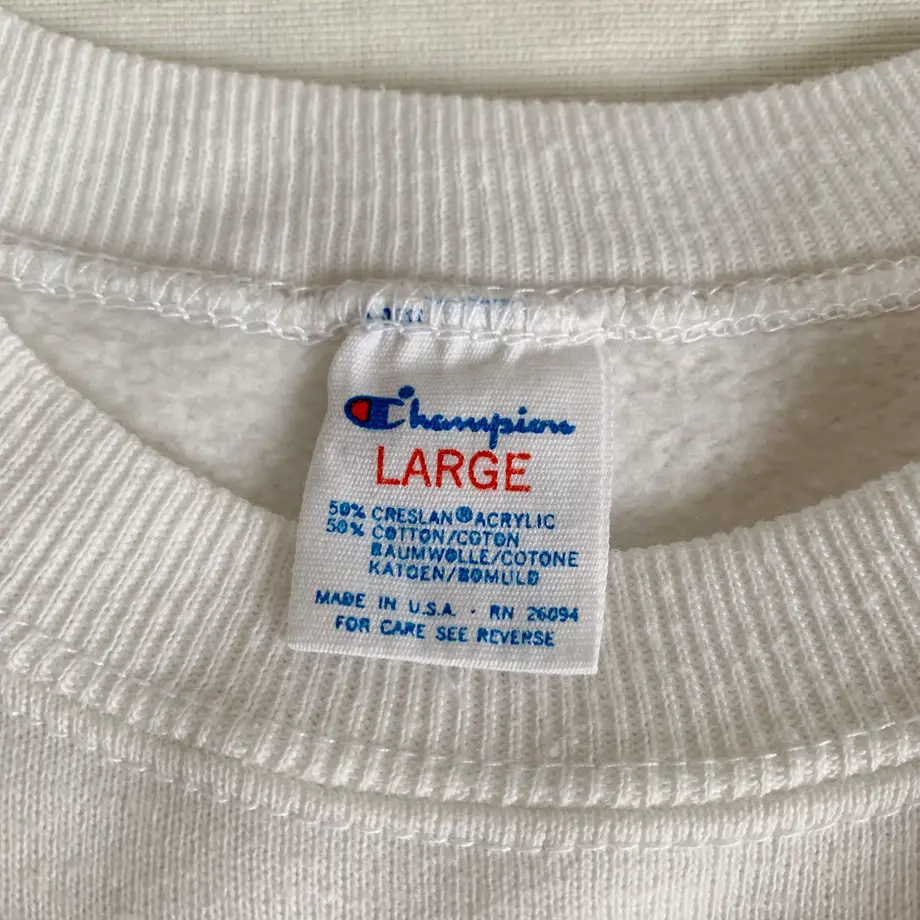 Champion
LARGE
50% CRESLAN® ACRYLIC
50% COTTON/COTON
BAUMWOLLE/COTONE
KATOEN/BOMULD
MADE IN U.S.A. · RN 26094
FOR CARE SEE REVERSE